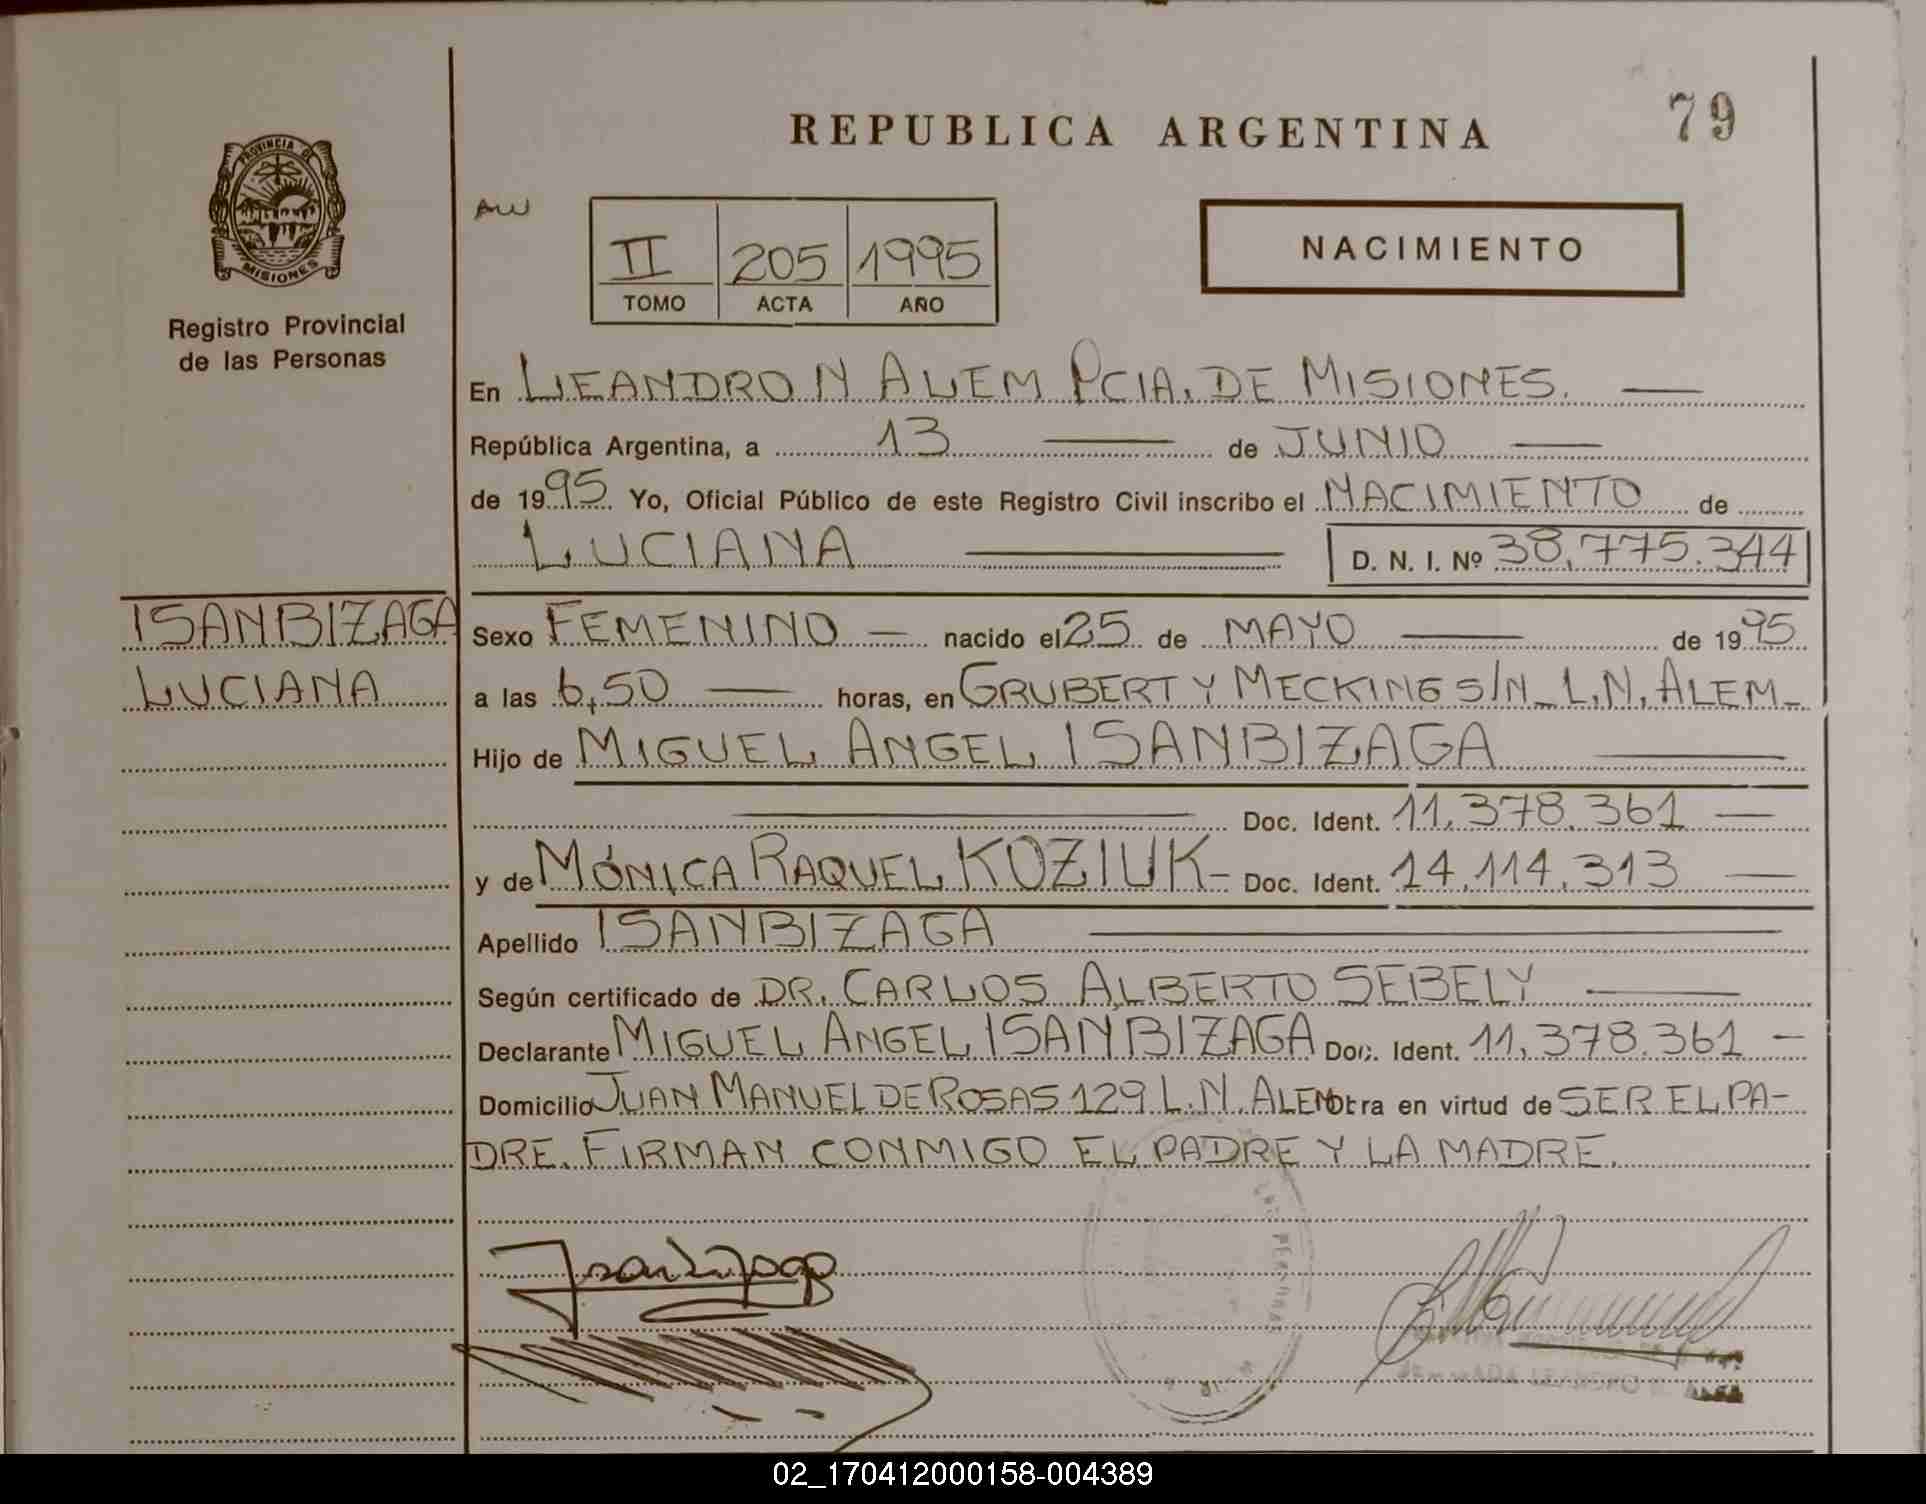 REPUBLICA ARGENTINA
79
PROVINCIA DE
MISIONES
Registro Provincial
de las Personas
AW
II 205 1995
TOMO ACTA AÑO
NACIMIENTO
En LEANDRO N ALEM PCIA. DE MISIONES.
República Argentina, a 13 de JUNIO
de 1995 Yo, Oficial Público de este Registro Civil inscribo el NACIMIENTO de
LUCIANA D. N. I. Nº 38.775.344
ISANBIZAGA
LUCIANA
Sexo FEMENINO nacido el 25 de MAYO de 1995
a las 6,50 horas, en GRUBERT Y MECKING S/N_ L.N. ALEM_
Hijo de MIGUEL ANGEL ISANBIZAGA
Doc. Ident. 11.378.361
y de MÓNICA RAQUEL KOZIUK- Doc. Ident. 14.114.313
Apellido ISANBIZAGA
Según certificado de DR. CARLOS ALBERTO SEBELY
Declarante MIGUEL ANGEL ISANBIZAGA Doc. Ident. 11.378.361
Domicilio JUAN MANUEL DE ROSAS 129 L.N. ALEM Obra en virtud de SER EL PA-
DRE. FIRMAN CONMIGO EL PADRE Y LA MADRE.
02_170412000158-004389